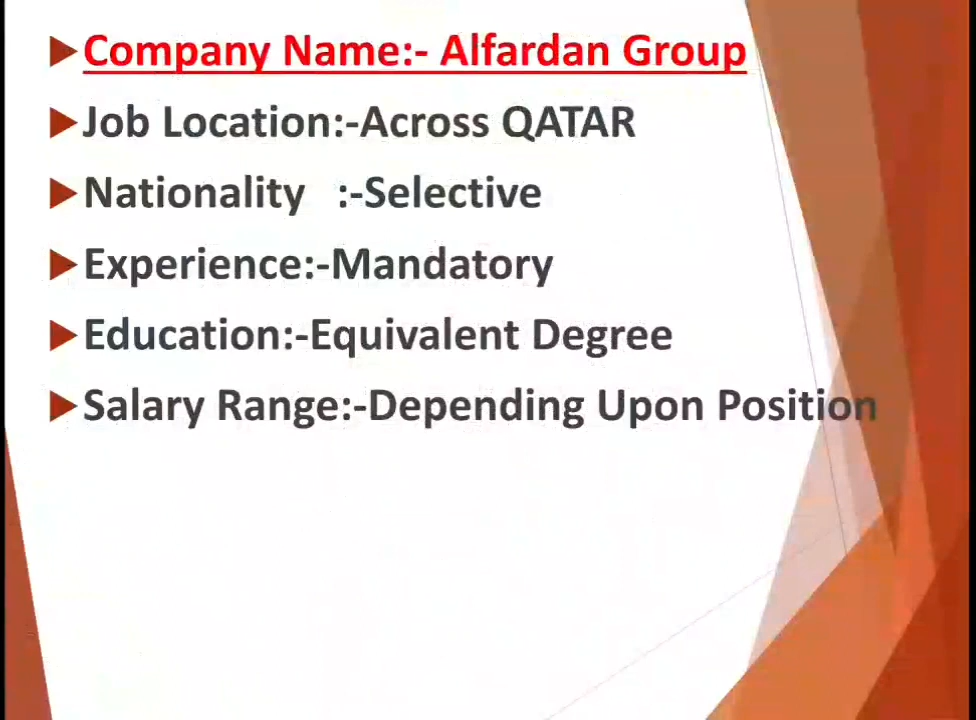 Company Name:- Alfardan Group
Job Location:-Across QATAR
Nationality :-Selective
Experience:-Mandatory
Education:-Equivalent Degree
Salary Range:-Depending Upon Position